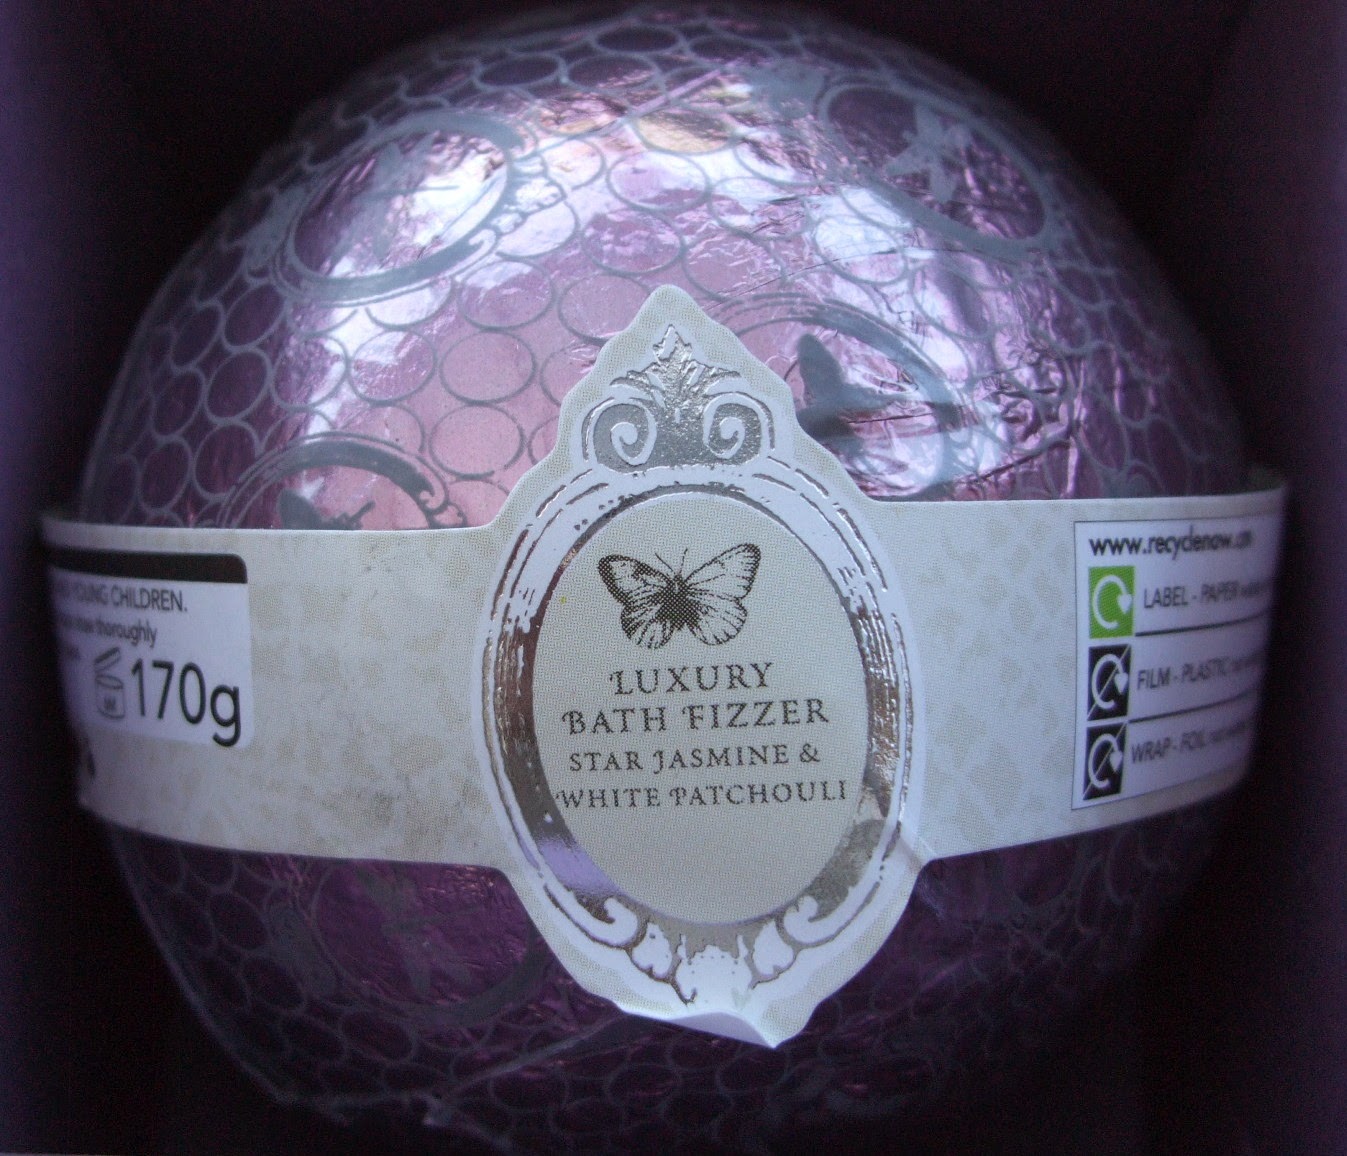 YOUNG CHILDREN.
thoroughly
170g
LUXURY
BATH FIZZER
STAR JASMINE &
WHITE PATCHOULI
www.recyclenow.com
LABEL - PAPER
FILM - PLASTIC
WRAP - FOIL